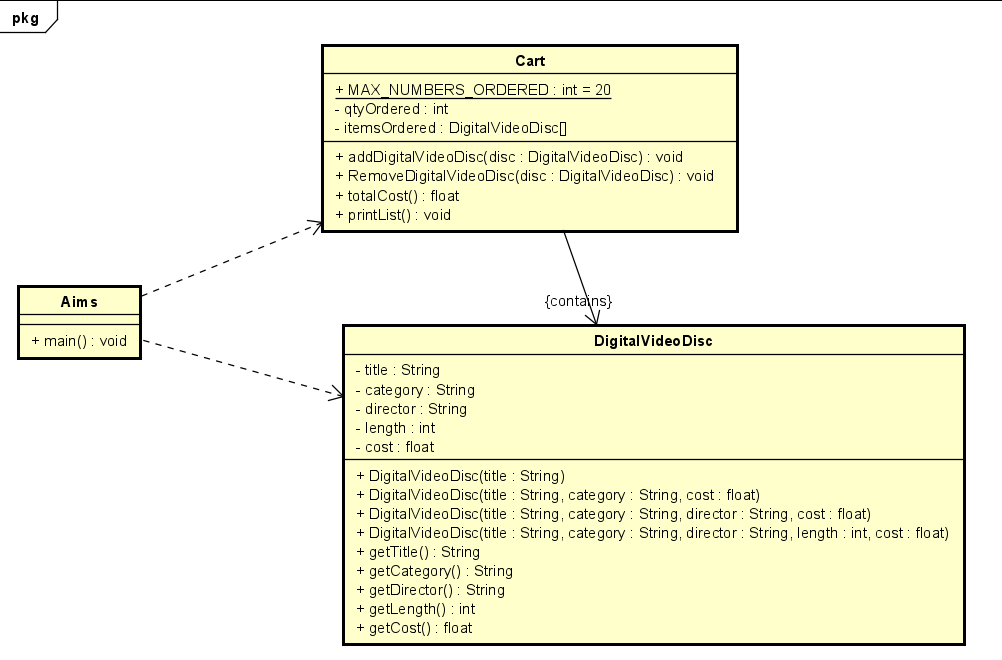 pkg
Cart
+ MAX_NUMBERS_ORDERED : int = 20
- qtyOrdered : int
- itemsOrdered : DigitalVideoDisc[]
+ addDigitalVideoDisc(disc : DigitalVideoDisc) : void
+ RemoveDigitalVideoDisc(disc : DigitalVideoDisc) : void
+ totalCost() : float
+ printList() : void
Aims
+ main() : void
{contains}
DigitalVideoDisc
- title : String
- category : String
- director : String
- length : int
- cost : float
+ DigitalVideoDisc(title : String)
+ DigitalVideoDisc(title : String, category : String, cost : float)
+ DigitalVideoDisc(title : String, category : String, director : String, cost : float)
+ DigitalVideoDisc(title : String, category : String, director : String, length : int, cost : float)
+ getTitle() : String
+ getCategory() : String
+ getDirector() : String
+ getLength() : int
+ getCost() : float